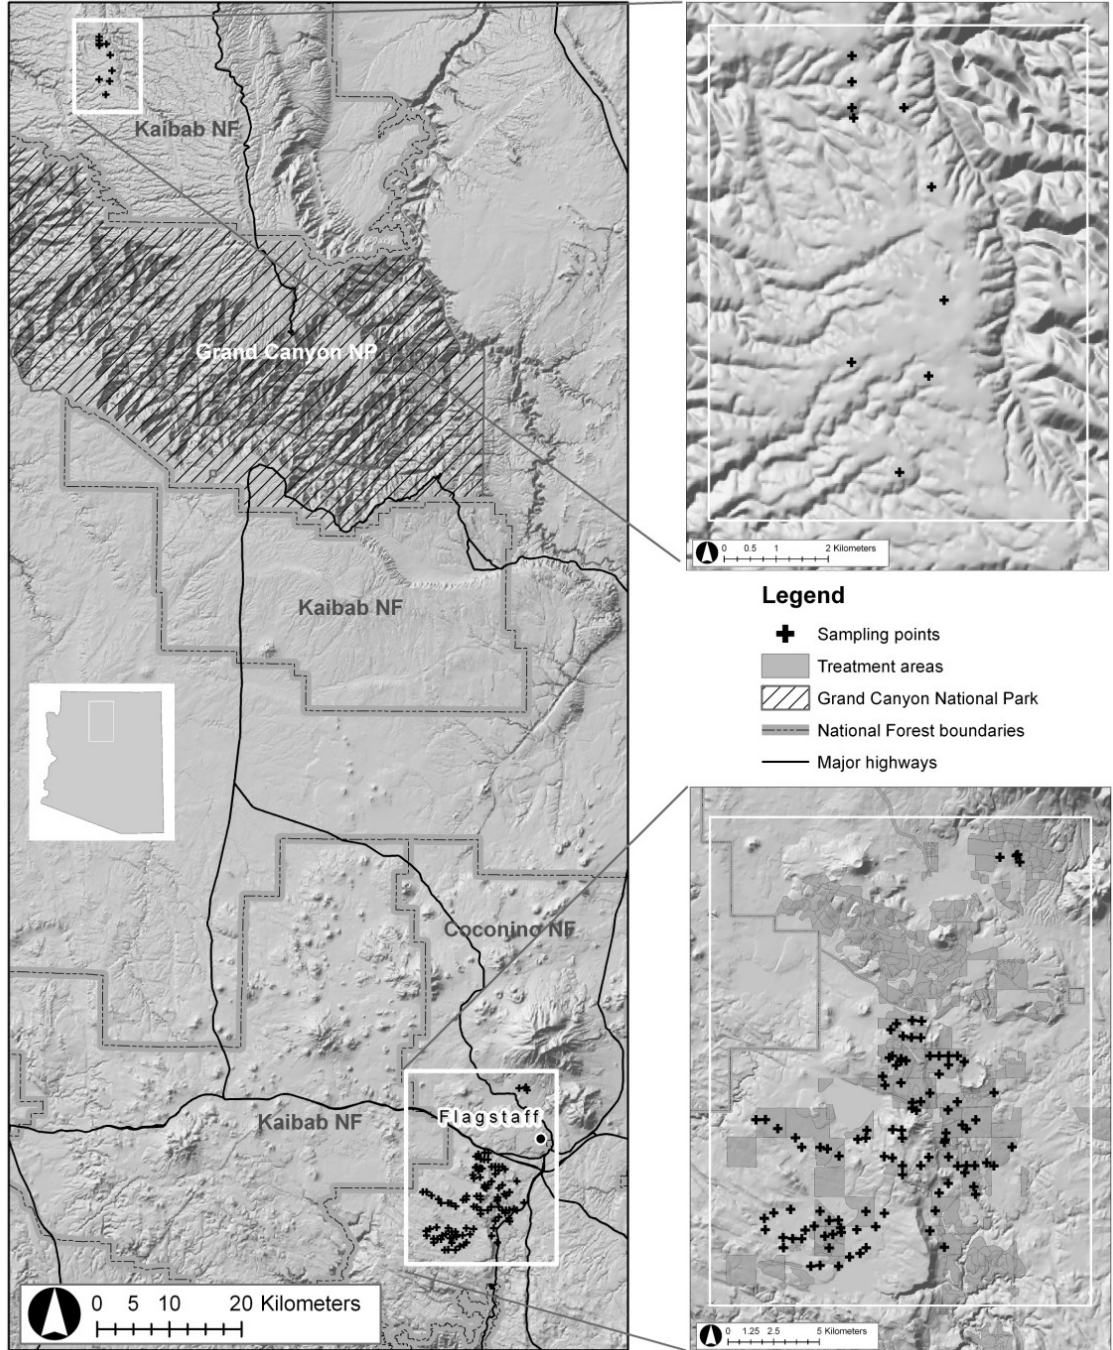 Kaibab NF
Grand Canyon NP
Kaibab NF
Coconino NF
Flagstaff
Kaibab NF
0 5 10 20 Kilometers
0 0.5 1 2 Kilometers
Legend
Sampling points
Treatment areas
Grand Canyon National Park
National Forest boundaries
Major highways
0 1.25 2.5 5 Kilometers